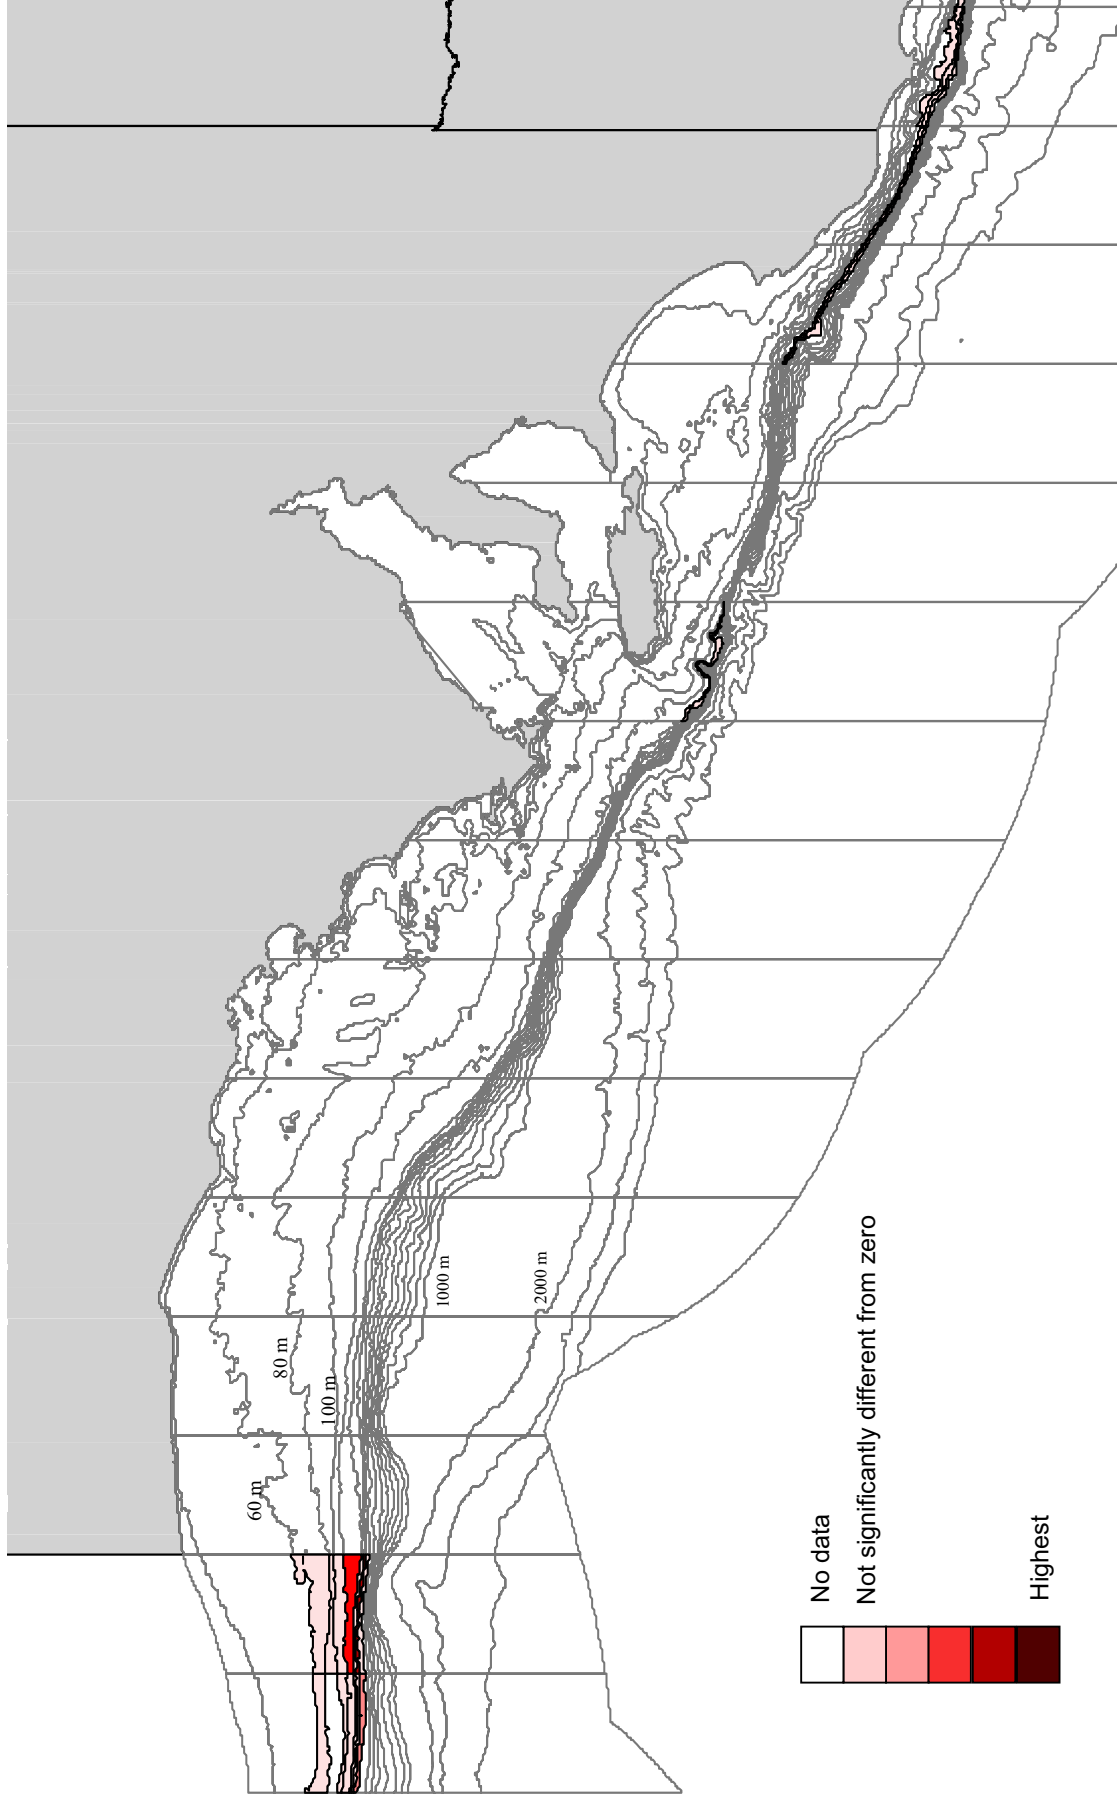 60 m
80 m
100 m
1000 m
2000 m
No data
Not significantly different from zero
Highest